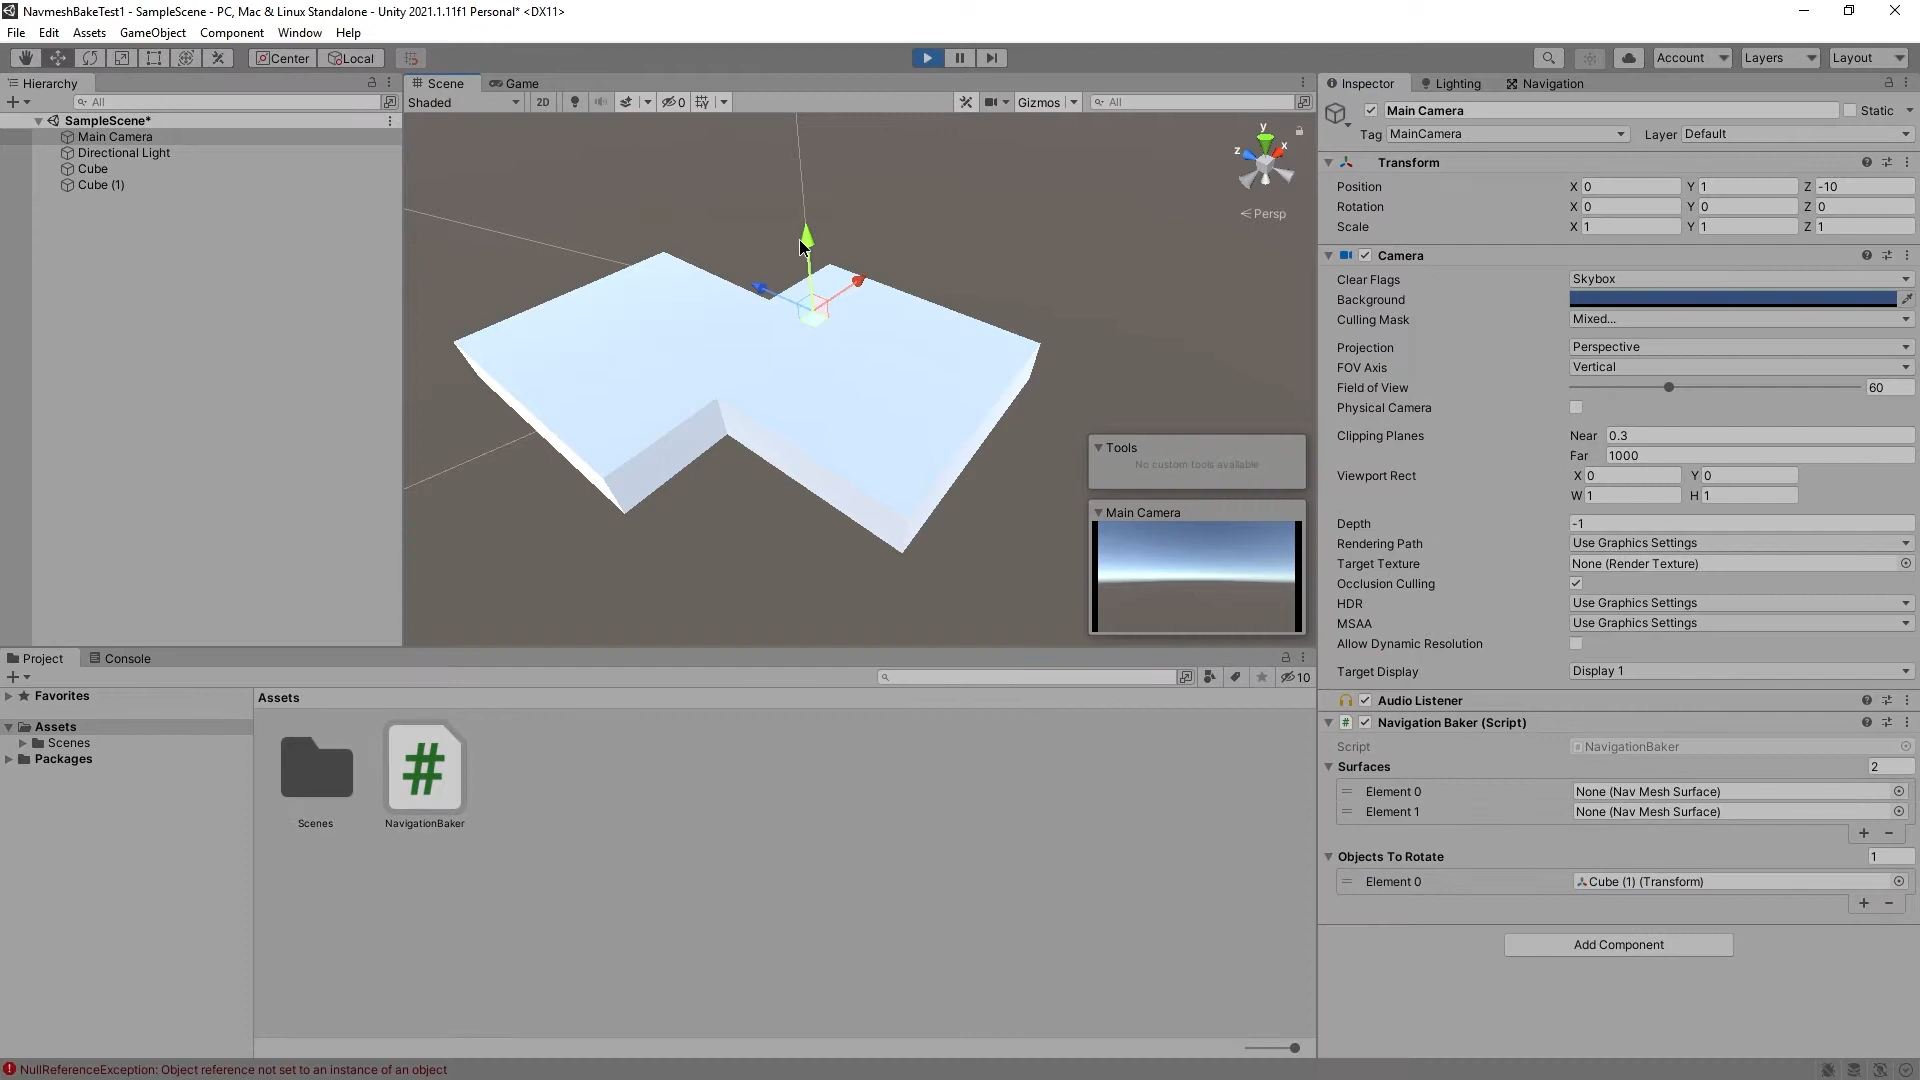 NavmeshBakeTest1 - SampleScene - PC, Mac & Linux Standalone - Unity 2021.1.11f1 Personal* <DX11>
File Edit Assets GameObject Component Window Help
Center Local Account Layers Layout
Hierarchy
All
SampleScene*
Main Camera
Directional Light
Cube
Cube (1)
Scene Game
Shaded 2D 0 Gizmos All
y
z x
Persp
Tools
No custom tools available
Main Camera
Inspector Lighting Navigation
Main Camera Static
Tag MainCamera Layer Default
Transform
Position X 0 Y 1 Z -10
Rotation X 0 Y 0 Z 0
Scale X 1 Y 1 Z 1
Camera
Clear Flags Skybox
Background
Culling Mask Mixed...
Projection Perspective
FOV Axis Vertical
Field of View 60
Physical Camera
Clipping Planes Near 0.3
Far 1000
Viewport Rect X 0 Y 0
W 1 H 1
Depth -1
Rendering Path Use Graphics Settings
Target Texture None (Render Texture)
Occlusion Culling
HDR Use Graphics Settings
MSAA Use Graphics Settings
Allow Dynamic Resolution
Target Display Display 1
Audio Listener
# Navigation Baker (Script)
Script NavigationBaker
Surfaces 2
Element 0 None (Nav Mesh Surface)
Element 1 None (Nav Mesh Surface)
Objects To Rotate 1
Element 0 Cube (1) (Transform)
Add Component
Project Console
10
Favorites
Assets
Scenes
Packages
Assets
#
Scenes NavigationBaker
NullReferenceException: Object reference not set to an instance of an object